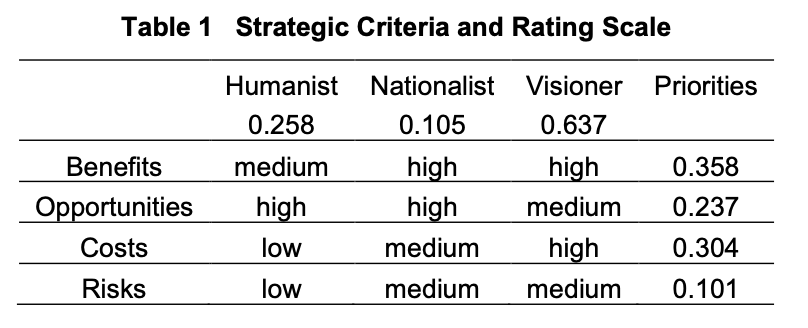 Table 1 Strategic Criteria and Rating Scale
Humanist Nationalist Visioner Priorities
0.258 0.105 0.637
Benefits medium high high 0.358
Opportunities high high medium 0.237
Costs low medium high 0.304
Risks low medium medium 0.101